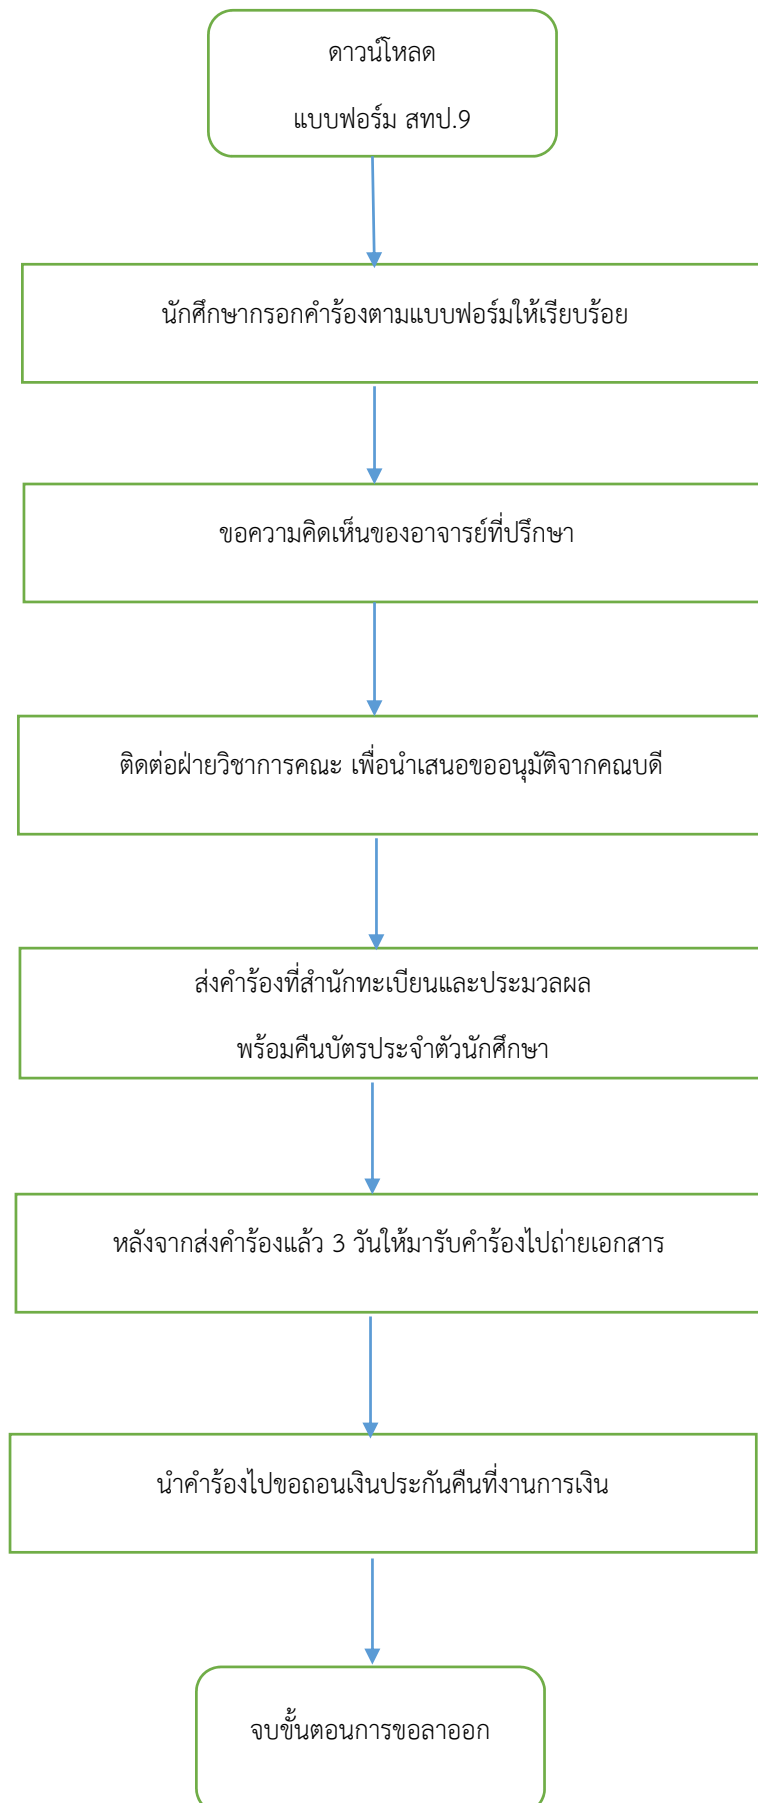 ดาวน์โหลด
แบบฟอร์ม สทป.9
นักศึกษากรอกคำร้องตามแบบฟอร์มให้เรียบร้อย
ขอความคิดเห็นของอาจารย์ที่ปรึกษา
ติดต่อฝ่ายวิชาการคณะ เพื่อนำเสนอขออนุมัติจากคณบดี
ส่งคำร้องที่สำนักทะเบียนและประมวลผล
พร้อมคืนบัตรประจำตัวนักศึกษา
หลังจากส่งคำร้องแล้ว 3 วันให้มารับคำร้องไปถ่ายเอกสาร
นำคำร้องไปขอถอนเงินประกันคืนที่งานการเงิน
จบขั้นตอนการขอลาออก